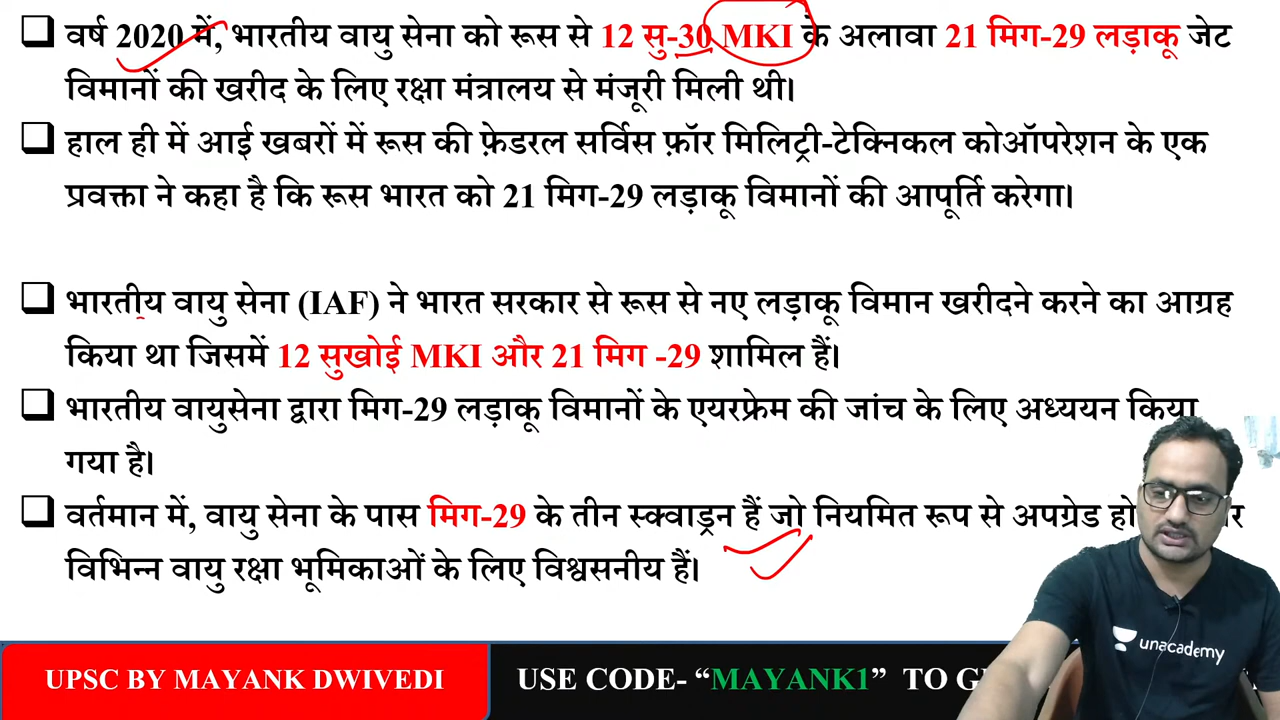 ❑ वर्ष 2020 में, भारतीय वायु सेना को रूस से 12 सु-30 MKI के अलावा 21 मिग-29 लड़ाकू जेट
विमानों की खरीद के लिए रक्षा मंत्रालय से मंजूरी मिली थी।
❑ हाल ही में आई खबरों में रूस की फ़ेडरल सर्विस फ़ॉर मिलिट्री-टेक्निकल कोऑपरेशन के एक
प्रवक्ता ने कहा है कि रूस भारत को 21 मिग-29 लड़ाकू विमानों की आपूर्ति करेगा।
❑ भारतीय वायु सेना (IAF) ने भारत सरकार से रूस से नए लड़ाकू विमान खरीदने करने का आग्रह
किया था जिसमें 12 सुखोई MKI और 21 मिग -29 शामिल हैं।
❑ भारतीय वायुसेना द्वारा मिग-29 लड़ाकू विमानों के एयरफ्रेम की जांच के लिए अध्ययन किया
गया है।
❑ वर्तमान में, वायु सेना के पास मिग-29 के तीन स्क्वाड्रन हैं जो नियमित रूप से अपग्रेड हो
विभिन्न वायु रक्षा भूमिकाओं के लिए विश्वसनीय हैं।
unacademy
UPSC BY MAYANK DWIVEDI
USE CODE- “MAYANK1” TO